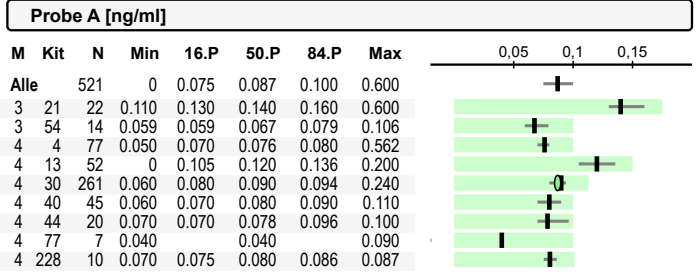 Probe A [ng/ml]
M Kit N Min 16.P 50.P 84.P Max 0,05 0,1 0,15
Alle 521 0 0.075 0.087 0.100 0.600
3 21 22 0.110 0.130 0.140 0.160 0.600
3 54 14 0.059 0.059 0.067 0.079 0.106
4 4 77 0.050 0.070 0.076 0.080 0.562
4 13 52 0 0.105 0.120 0.136 0.200
4 30 261 0.060 0.080 0.090 0.094 0.240
4 40 45 0.060 0.070 0.080 0.090 0.110
4 44 20 0.070 0.070 0.078 0.096 0.100
4 77 7 0.040 0.040 0.090
4 228 10 0.070 0.075 0.080 0.086 0.087